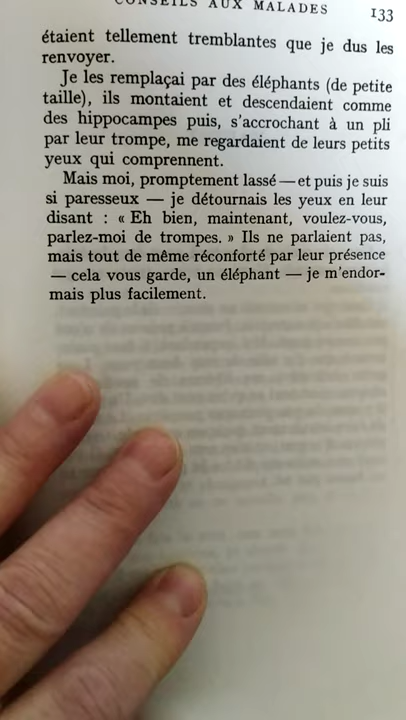 CONSEILS AUX MALADES 133
étaient tellement tremblantes que je dus les
renvoyer.
Je les remplaçai par des éléphants (de petite
taille), ils montaient et descendaient comme
des hippocampes puis, s'accrochant à un pli
par leur trompe, me regardaient de leurs petits
yeux qui comprennent.
Mais moi, promptement lassé — et puis je suis
si paresseux — je détournais les yeux en leur
disant : « Eh bien, maintenant, voulez-vous,
parlez-moi de trompes. » Ils ne parlaient pas,
mais tout de même réconforté par leur présence
— cela vous garde, un éléphant — je m'endor-
mais plus facilement.